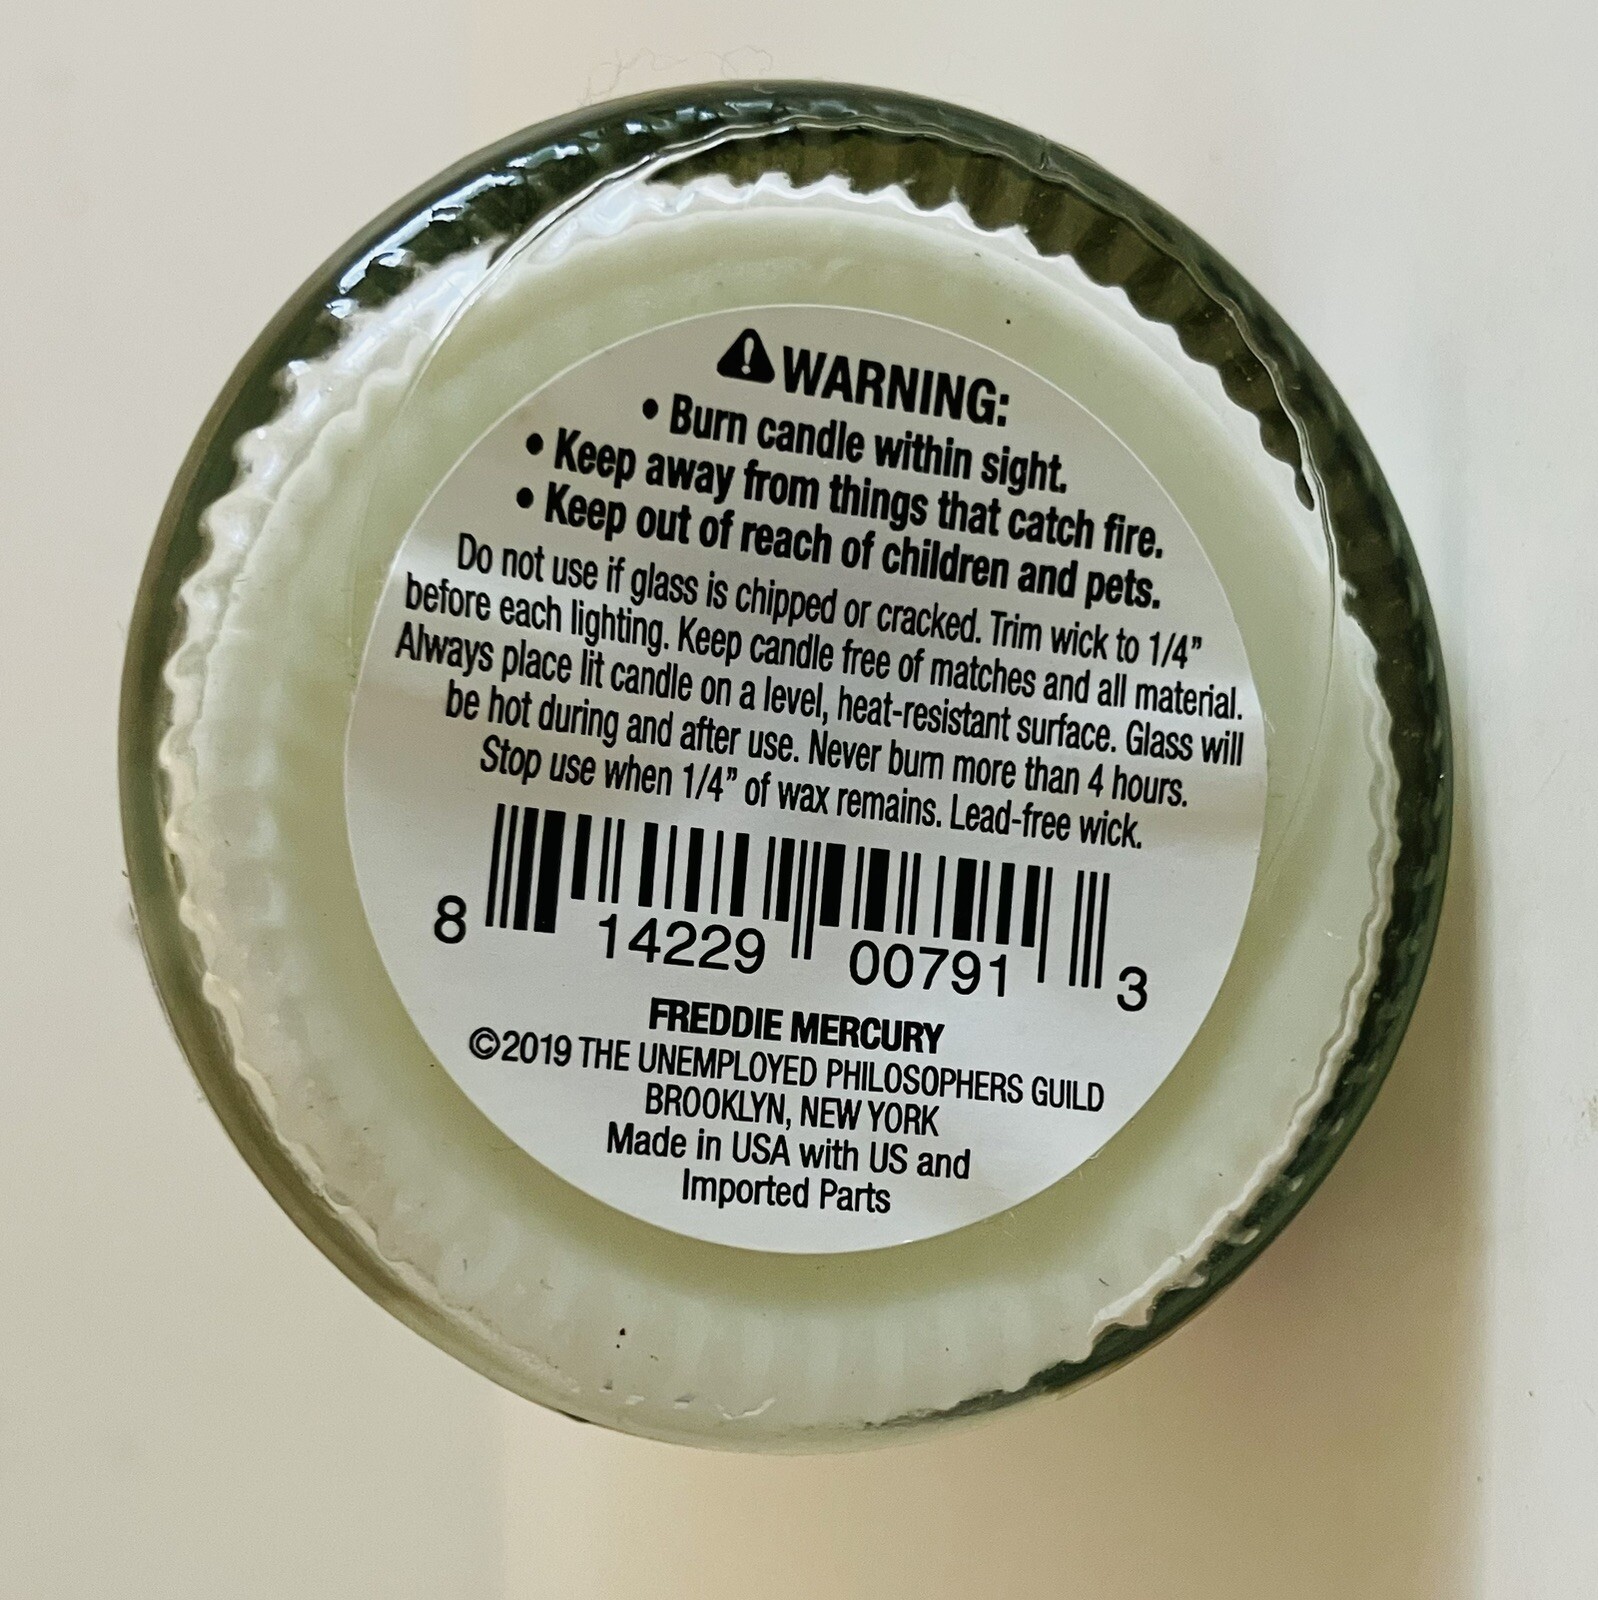 ⚠WARNING:
• Burn candle within sight.
• Keep away from things that catch fire.
• Keep out of reach of children and pets.
Do not use if glass is chipped or cracked. Trim wick to 1/4”
before each lighting. Keep candle free of matches and all material.
Always place lit candle on a level, heat-resistant surface. Glass will
be hot during and after use. Never burn more than 4 hours.
Stop use when 1/4” of wax remains. Lead-free wick.
8 14229 00791 3
FREDDIE MERCURY
©2019 THE UNEMPLOYED PHILOSOPHERS GUILD
BROOKLYN, NEW YORK
Made in USA with US and
Imported Parts